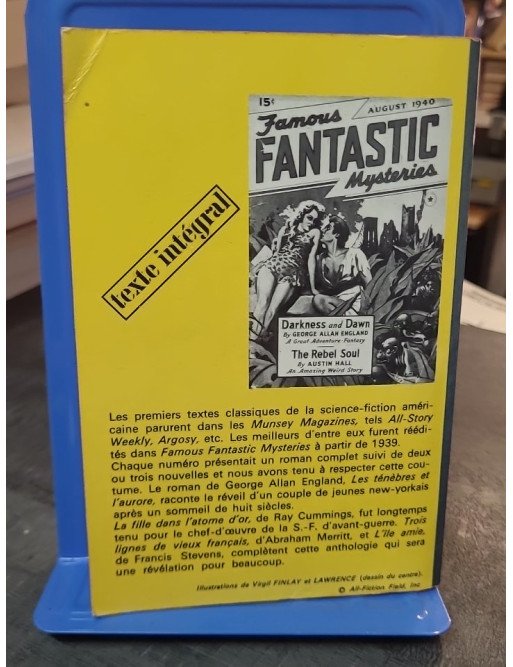 15¢
AUGUST 1940
Famous
FANTASTIC
Mysteries
texte intégral
Darkness and Dawn
By GEORGE ALLAN ENGLAND
A Great Adventure-Fantasy
The Rebel Soul
By AUSTIN HALL
An Amazing Weird Story
Les premiers textes classiques de la science-fiction améri-
caine parurent dans les Munsey Magazines, tels All-Story
Weekly, Argosy, etc. Les meilleurs d'entre eux furent réédi-
tés dans Famous Fantastic Mysteries à partir de 1939.
Chaque numéro présentait un roman complet suivi de deux
ou trois nouvelles et nous avons tenu à respecter cette cou-
tume. Le roman de George Allan England, Les ténèbres et
l'aurore, raconte le réveil d'un couple de jeunes new-yorkais
après un sommeil de huit siècles.
La fille dans l'atome d'or, de Ray Cummings, fut longtemps
tenu pour le chef-d'œuvre de la S.-F. d'avant-guerre. Trois
lignes de vieux français, d'Abraham Merritt, et L'île amie,
de Francis Stevens, complètent cette anthologie qui sera
une révélation pour beaucoup.
Illustrations de Virgil FINLAY et LAWRENCE (dessin du centre).
© All-Fiction Field, Inc